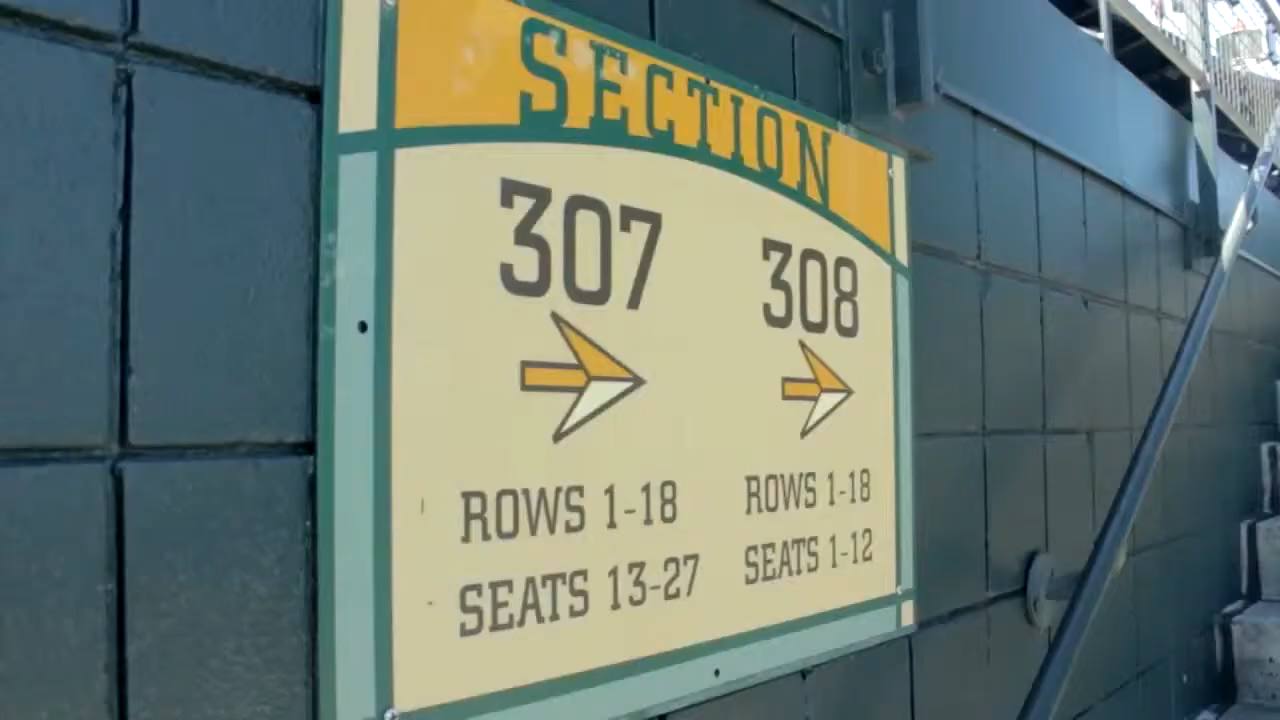 SECTION
307 308
ROWS 1-18 ROWS 1-18
SEATS 13-27 SEATS 1-12